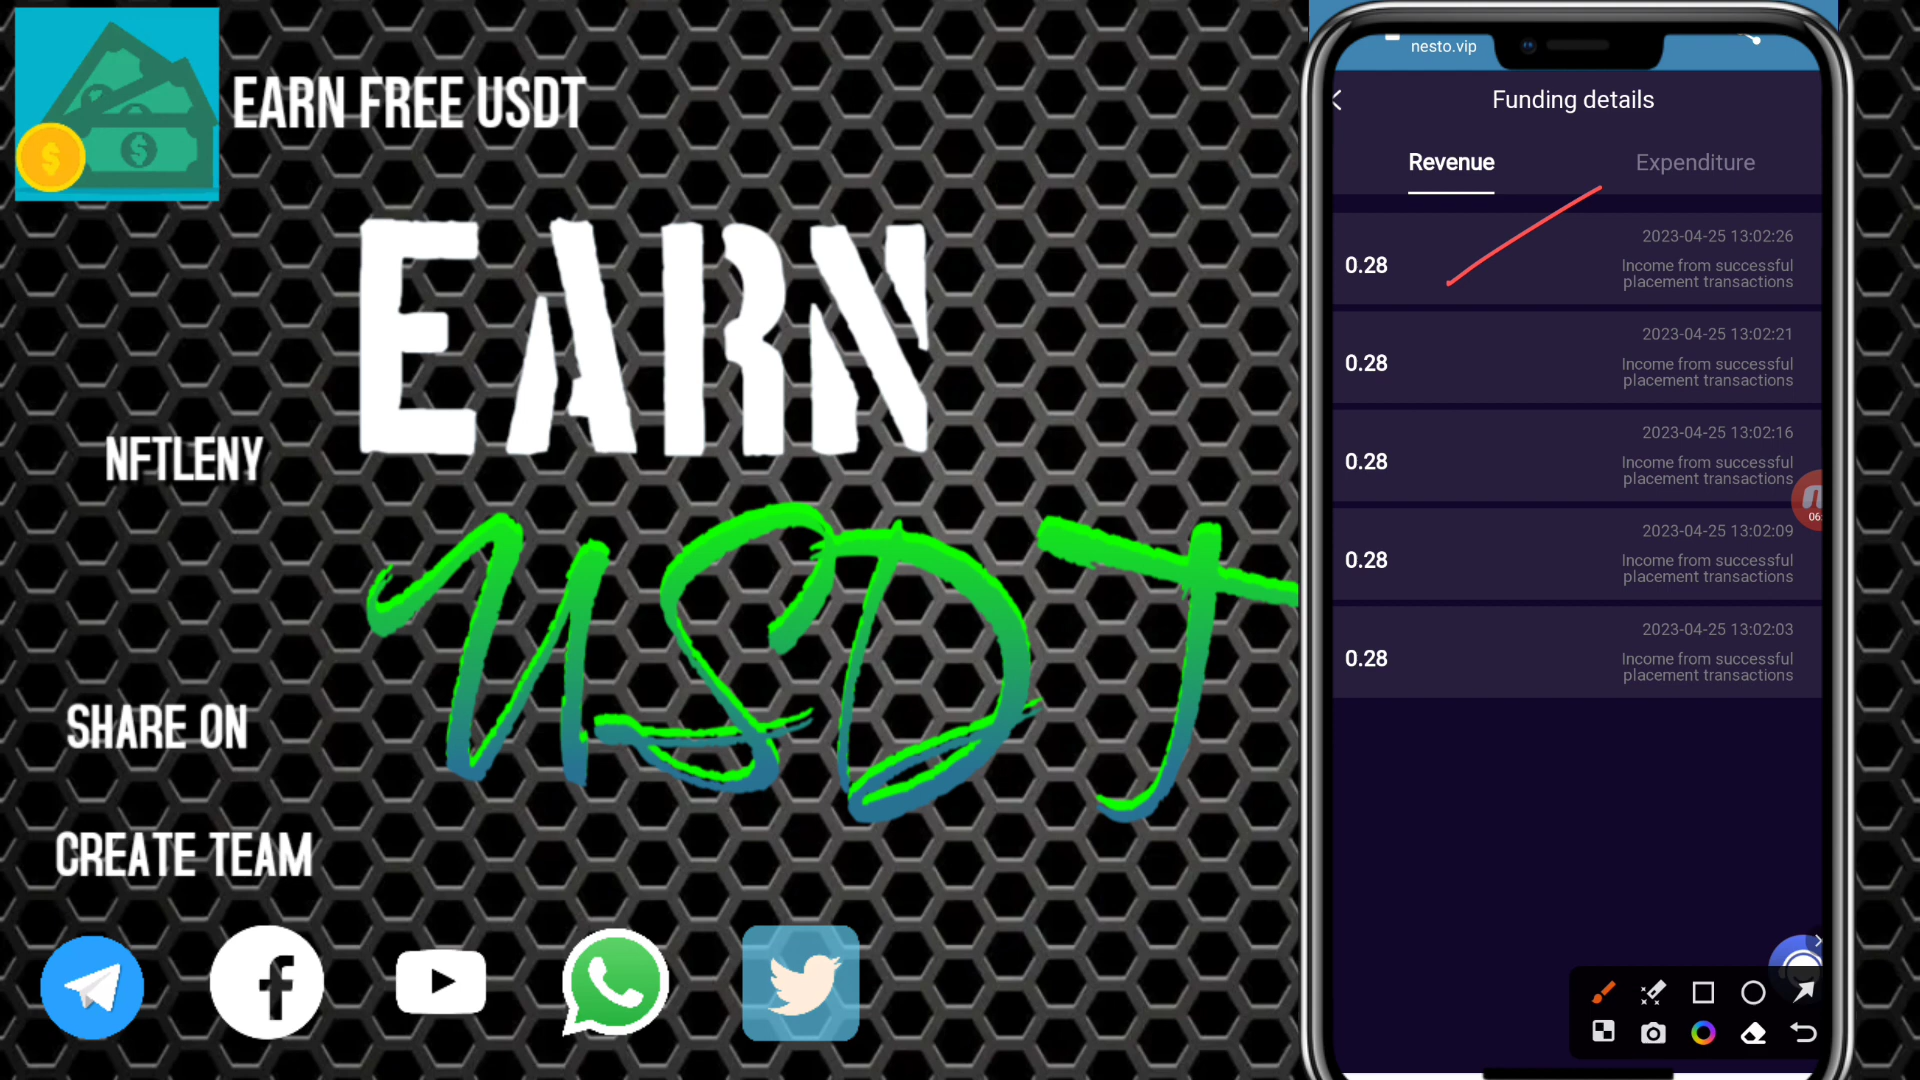 EARN FREE USDT
EARN
USDT
NFTLENY
SHARE ON
CREATE TEAM
nesto.vip
Funding details
Revenue
Expenditure
2023-04-25 13:02:26
0.28
Income from successful
placement transactions
2023-04-25 13:02:21
0.28
Income from successful
placement transactions
2023-04-25 13:02:16
0.28
Income from successful
placement transactions
06:
2023-04-25 13:02:09
0.28
Income from successful
placement transactions
2023-04-25 13:02:03
0.28
Income from successful
placement transactions